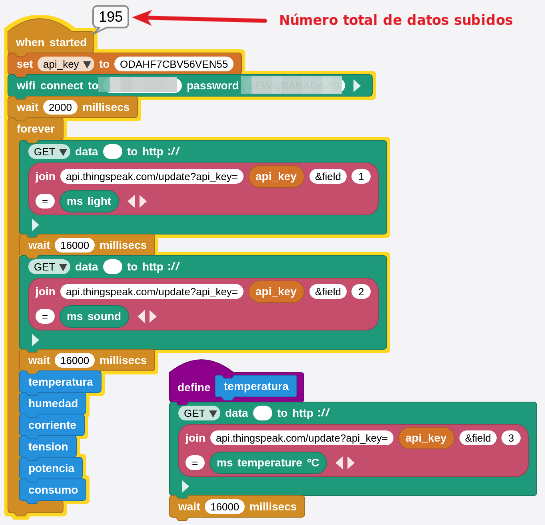 195
Número total de datos subidos
when started
set api_key ▼ to ODAHF7CBV56VEN55
wifi connect to password
wait 2000 millisecs
forever
GET ▼ data to http ://
join api.thingspeak.com/update?api_key= api_key &field 1
= ms light
wait 16000 millisecs
GET ▼ data to http ://
join api.thingspeak.com/update?api_key= api_key &field 2
= ms sound
wait 16000 millisecs
temperatura
humedad
corriente
tension
potencia
consumo
define temperatura
GET ▼ data to http ://
join api.thingspeak.com/update?api_key= api_key &field 3
= ms temperature °C
wait 16000 millisecs